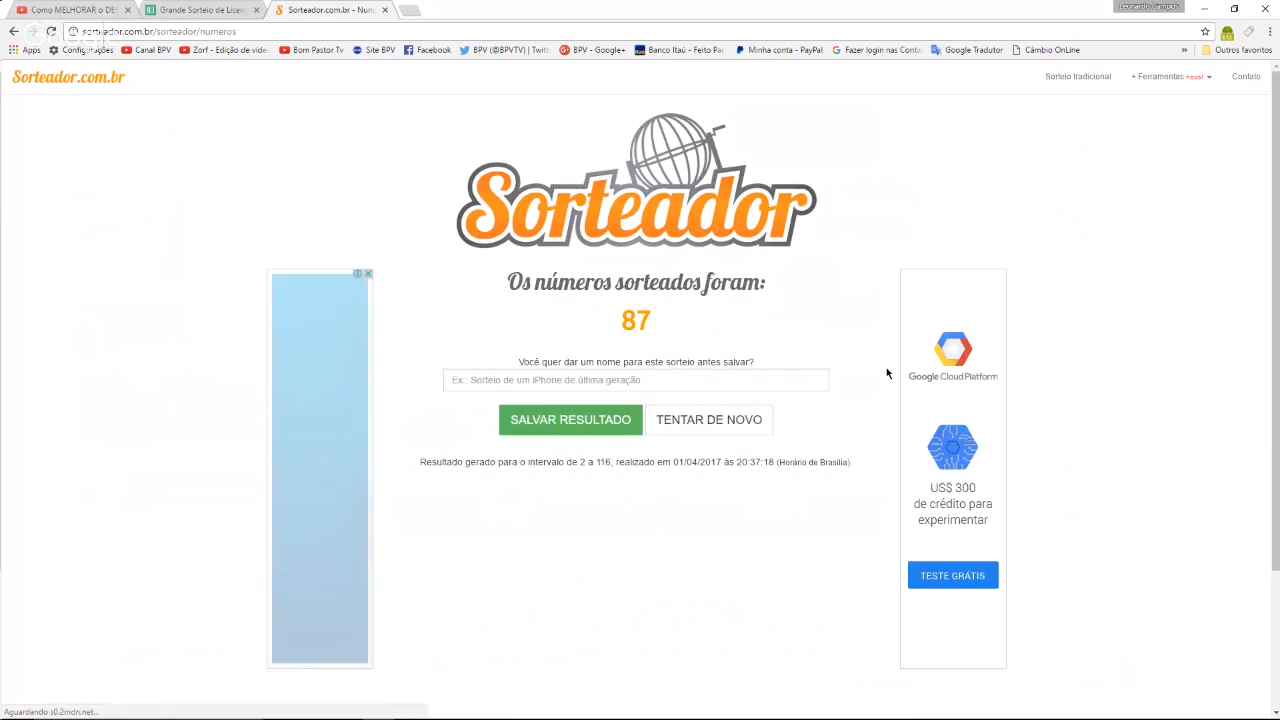 Como MELHORAR o DES
Grande Sorteio de Licen
Sorteador.com.br - Nún
Leonardo Campos
sorteador.com.br/sorteador/numeros
Apps Configurações Canal BPV Zorf - Edição de vídeo Bom Pastor Tv Site BPV Facebook BPV (@BPVTV) | Twitter BPV - Google+ Banco Itaú - Feito Par Minha conta - PayPal Fazer login nas Conta Google Tradutor Câmbio OnLine » Outros favoritos
Sorteador.com.br
Sorteio tradicional + Ferramentas novo! Contato
Sorteador
Os números sorteados foram:
87
Você quer dar um nome para este sorteio antes salvar?
Ex.: Sorteio de um iPhone de última geração
SALVAR RESULTADO TENTAR DE NOVO
Resultado gerado para o intervalo de 2 a 116, realizado em 01/04/2017 às 20:37:18 (Horário de Brasília).
Google Cloud Platform
US$ 300
de crédito para
experimentar
TESTE GRÁTIS
Aguardando s0.2mdn.net...